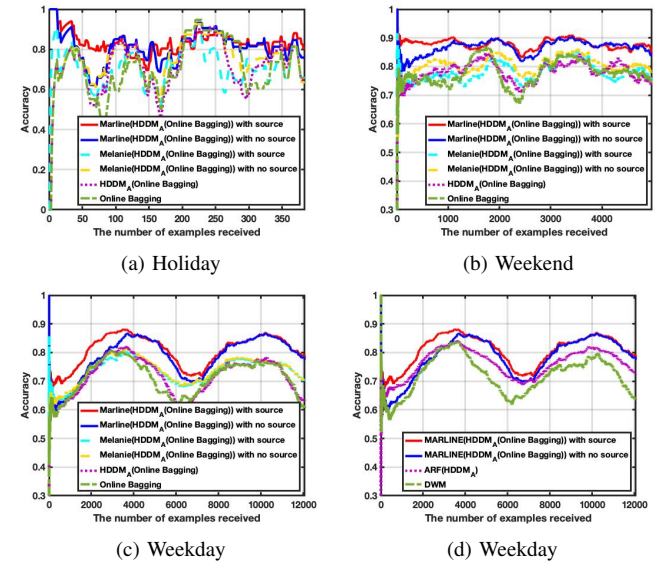 Accuracy
1
0.8
0.6
0.4
0.2
0
0 50 100 150 200 250 300 350
The number of examples received
Marline(HDDM_A(Online Bagging)) with source
Marline(HDDM_A(Online Bagging)) with no source
Melanie(HDDM_A(Online Bagging)) with source
Melanie(HDDM_A(Online Bagging)) with no source
HDDM_A(Online Bagging)
Online Bagging
(a) Holiday
Accuracy
1
0.9
0.8
0.7
0.6
0.5
0.4
0.3
0 1000 2000 3000 4000
The number of examples received
Marline(HDDM_A(Online Bagging)) with source
Marline(HDDM_A(Online Bagging)) with no source
Melanie(HDDM_A(Online Bagging)) with source
Melanie(HDDM_A(Online Bagging)) with no source
HDDM_A(Online Bagging)
Online Bagging
(b) Weekend
Accuracy
1
0.9
0.8
0.7
0.6
0.5
0.4
0.3
0 2000 4000 6000 8000 10000 12000
The number of examples received
Marline(HDDM_A(Online Bagging)) with source
Marline(HDDM_A(Online Bagging)) with no source
Melanie(HDDM_A(Online Bagging)) with source
Melanie(HDDM_A(Online Bagging)) with no source
HDDM_A(Online Bagging)
Online Bagging
(c) Weekday
Accuracy
1
0.9
0.8
0.7
0.6
0.5
0.4
0.3
0 2000 4000 6000 8000 10000 12000
The number of examples received
MARLINE(HDDM_A(Online Bagging)) with source
MARLINE(HDDM_A(Online Bagging)) with no source
ARF(HDDM_A)
DWM
(d) Weekday